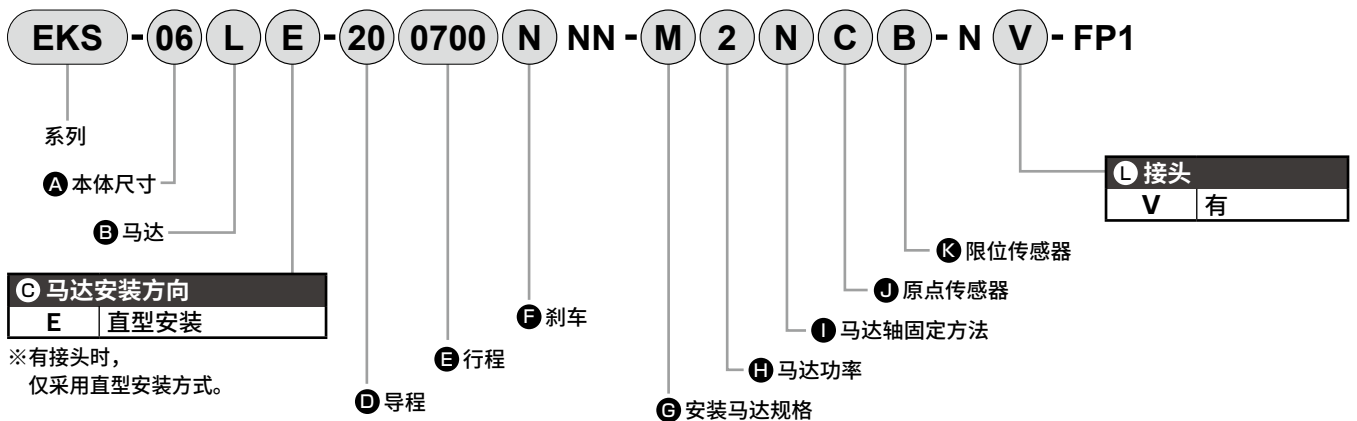 EKS - 06 L E - 20 0700 N NN - M 2 N C B - N V - FP1
系列
A 本体尺寸
B 马达
C 马达安装方向
E 直型安装
※有接头时，
仅采用直型安装方式。
D 导程
E 行程
F 刹车
G 安装马达规格
H 马达功率
I 马达轴固定方法
J 原点传感器
K 限位传感器
L 接头
V 有